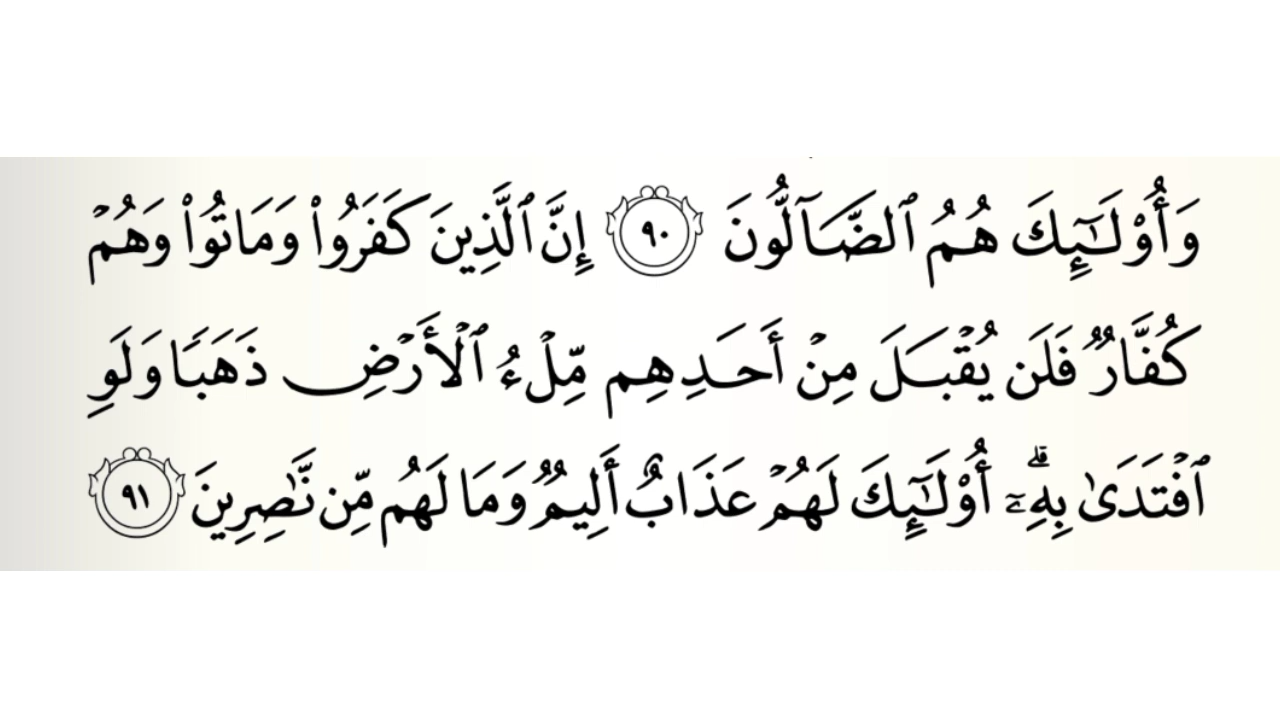 وَأُو۟لَـٰٓئِكَ هُمُ ٱلضَّآلُّونَ ٩٠ إِنَّ ٱلَّذِينَ كَفَرُوا۟ وَمَاتُوا۟ وَهُمْ
كُفَّارٌ فَلَن يُقْبَلَ مِنْ أَحَدِهِم مِّلْءُ ٱلْأَرْضِ ذَهَبًا وَلَوِ
ٱفْتَدَىٰ بِهِۦٓ ۗ أُو۟لَـٰٓئِكَ لَهُمْ عَذَابٌ أَلِيمٌ وَمَا لَهُم مِّن نَّـٰصِرِينَ ٩١